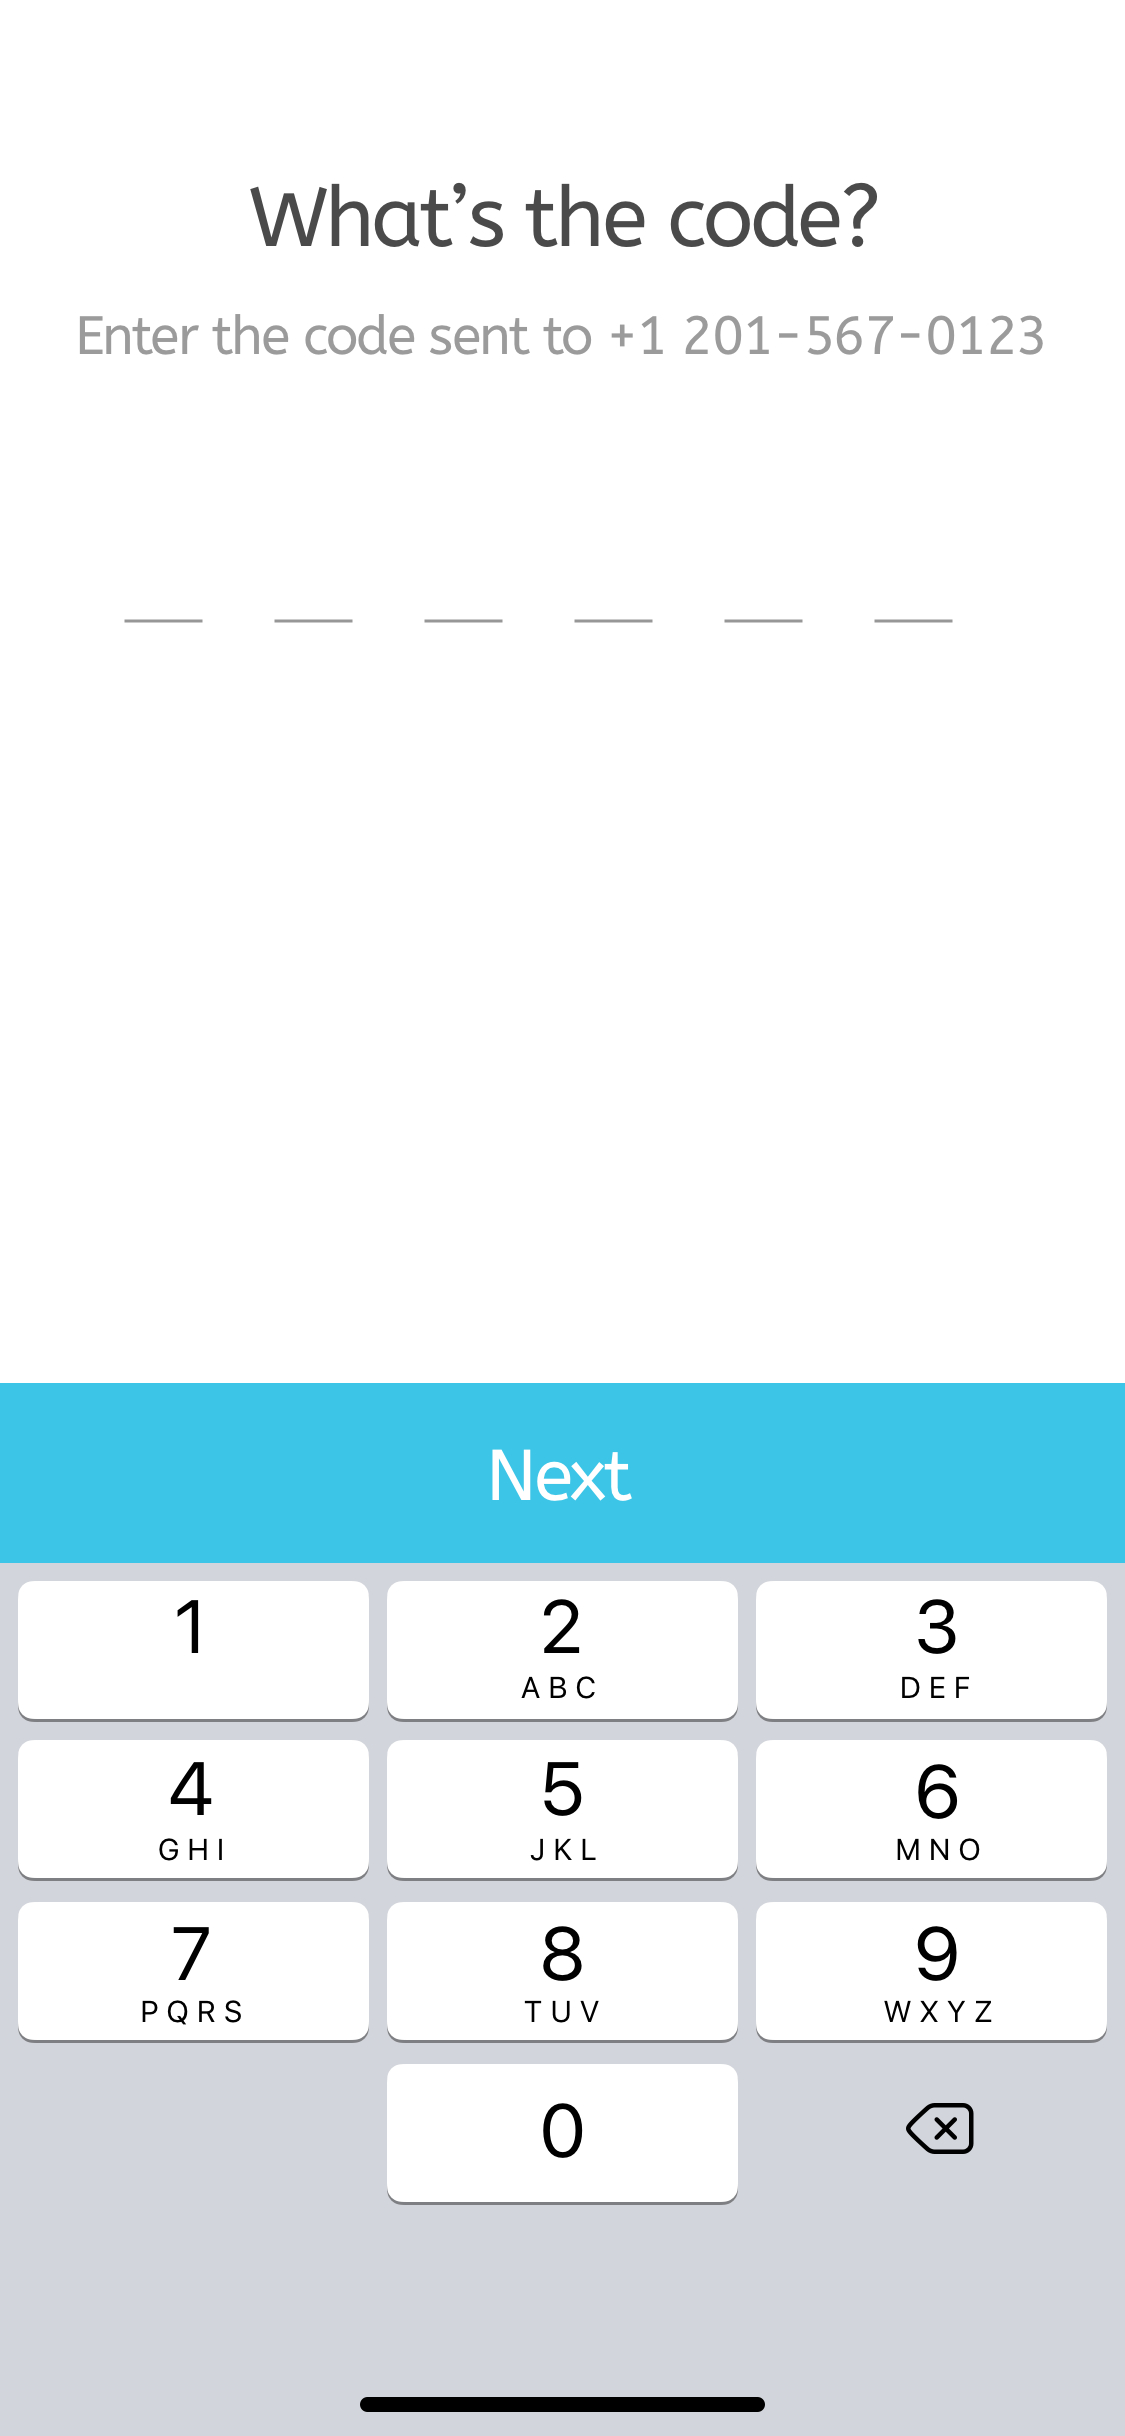 What’s the code?
Enter the code sent to +1 201-567-0123
Next
1 2 3
ABC DEF
4 5 6
GHI JKL MNO
7 8 9
PQRS TUV WXYZ
0